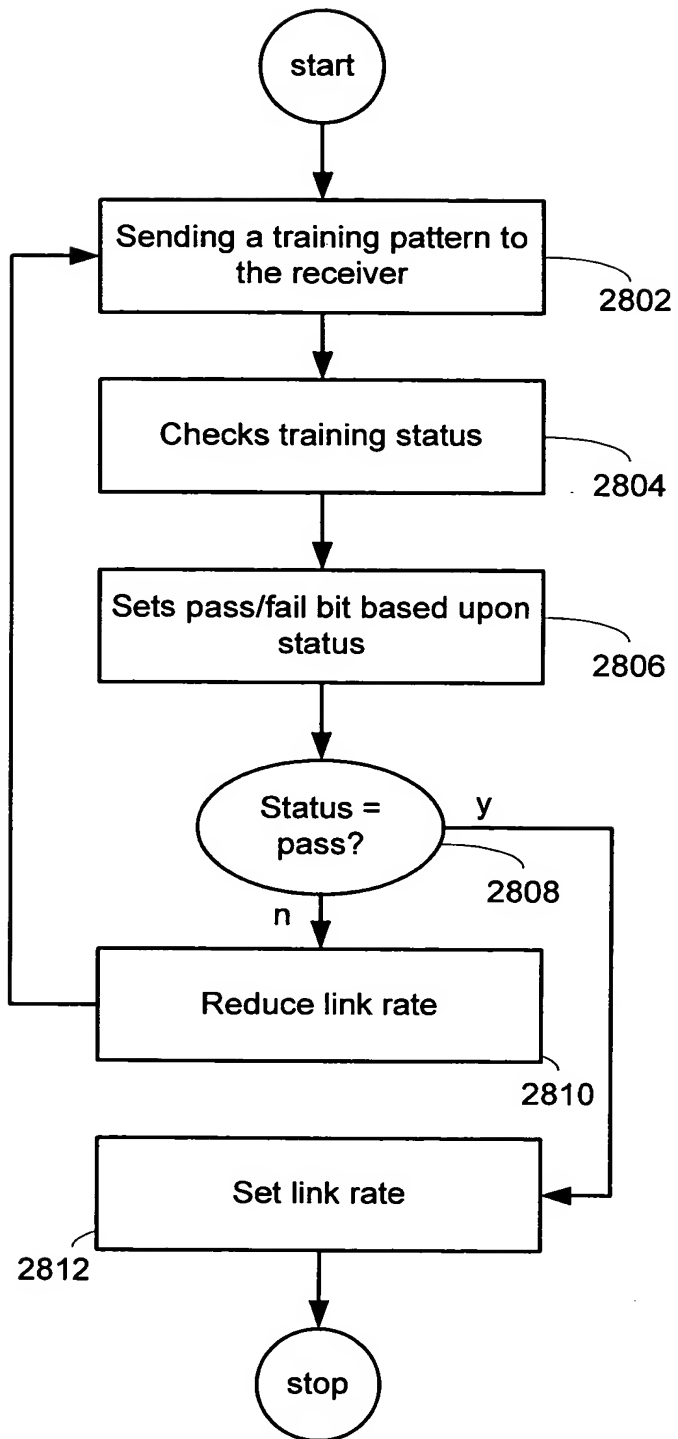 start
Sending a training pattern to
the receiver
2802
Checks training status
2804
Sets pass/fail bit based upon
status
2806
Status =
pass?
y
2808
n
Reduce link rate
2810
Set link rate
2812
stop